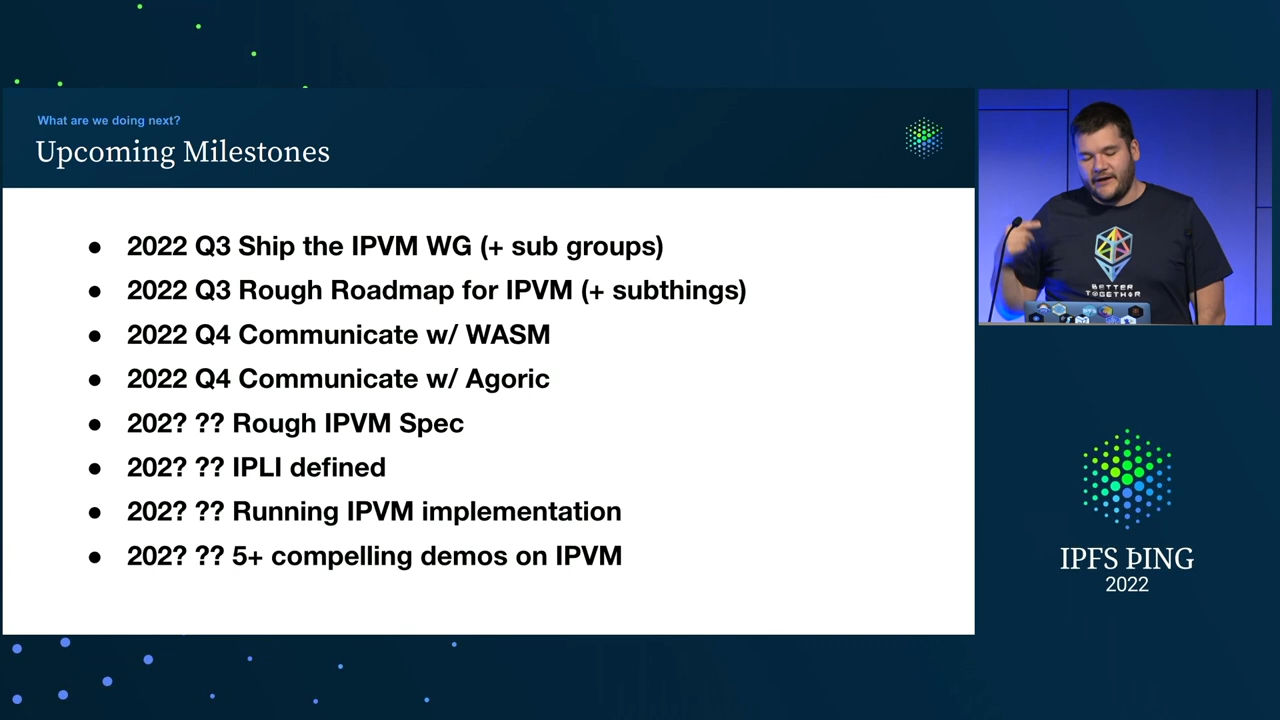 What are we doing next?
Upcoming Milestones
● 2022 Q3 Ship the IPVM WG (+ sub groups)
● 2022 Q3 Rough Roadmap for IPVM (+ subthings)
● 2022 Q4 Communicate w/ WASM
● 2022 Q4 Communicate w/ Agoric
● 202? ?? Rough IPVM Spec
● 202? ?? IPLI defined
● 202? ?? Running IPVM implementation
● 202? ?? 5+ compelling demos on IPVM
BETTER
TOGETHER
IPFS ÞING
2022